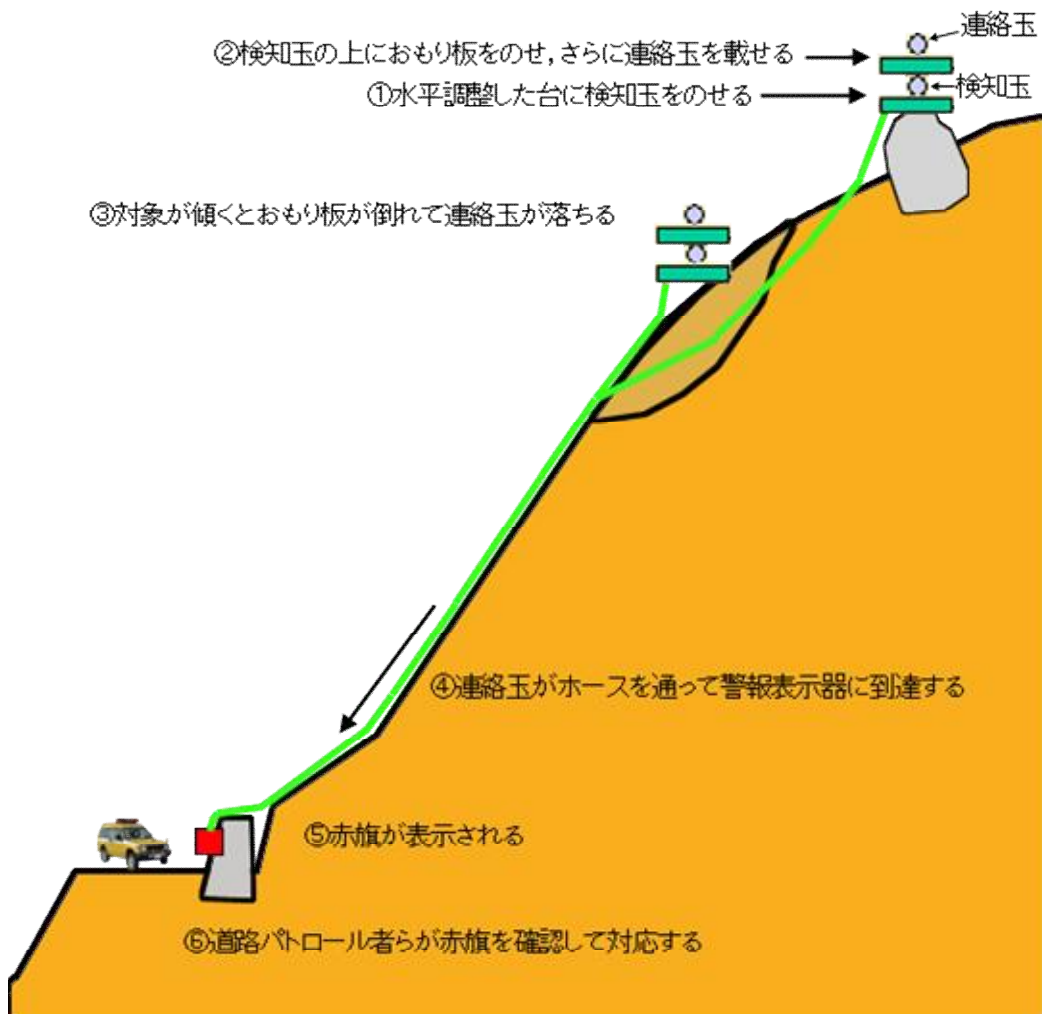 連絡玉
②検知玉の上におもり板をのせ,さらに連絡玉を載せる
検知玉
①水平調整した台に検知玉をのせる
③対象が傾くとおもり板が倒れて連絡玉が落ちる
④連絡玉がホースを通って警報表示器に到達する
⑤赤旗が表示される
⑥道路パトロール者らが赤旗を確認して対応する